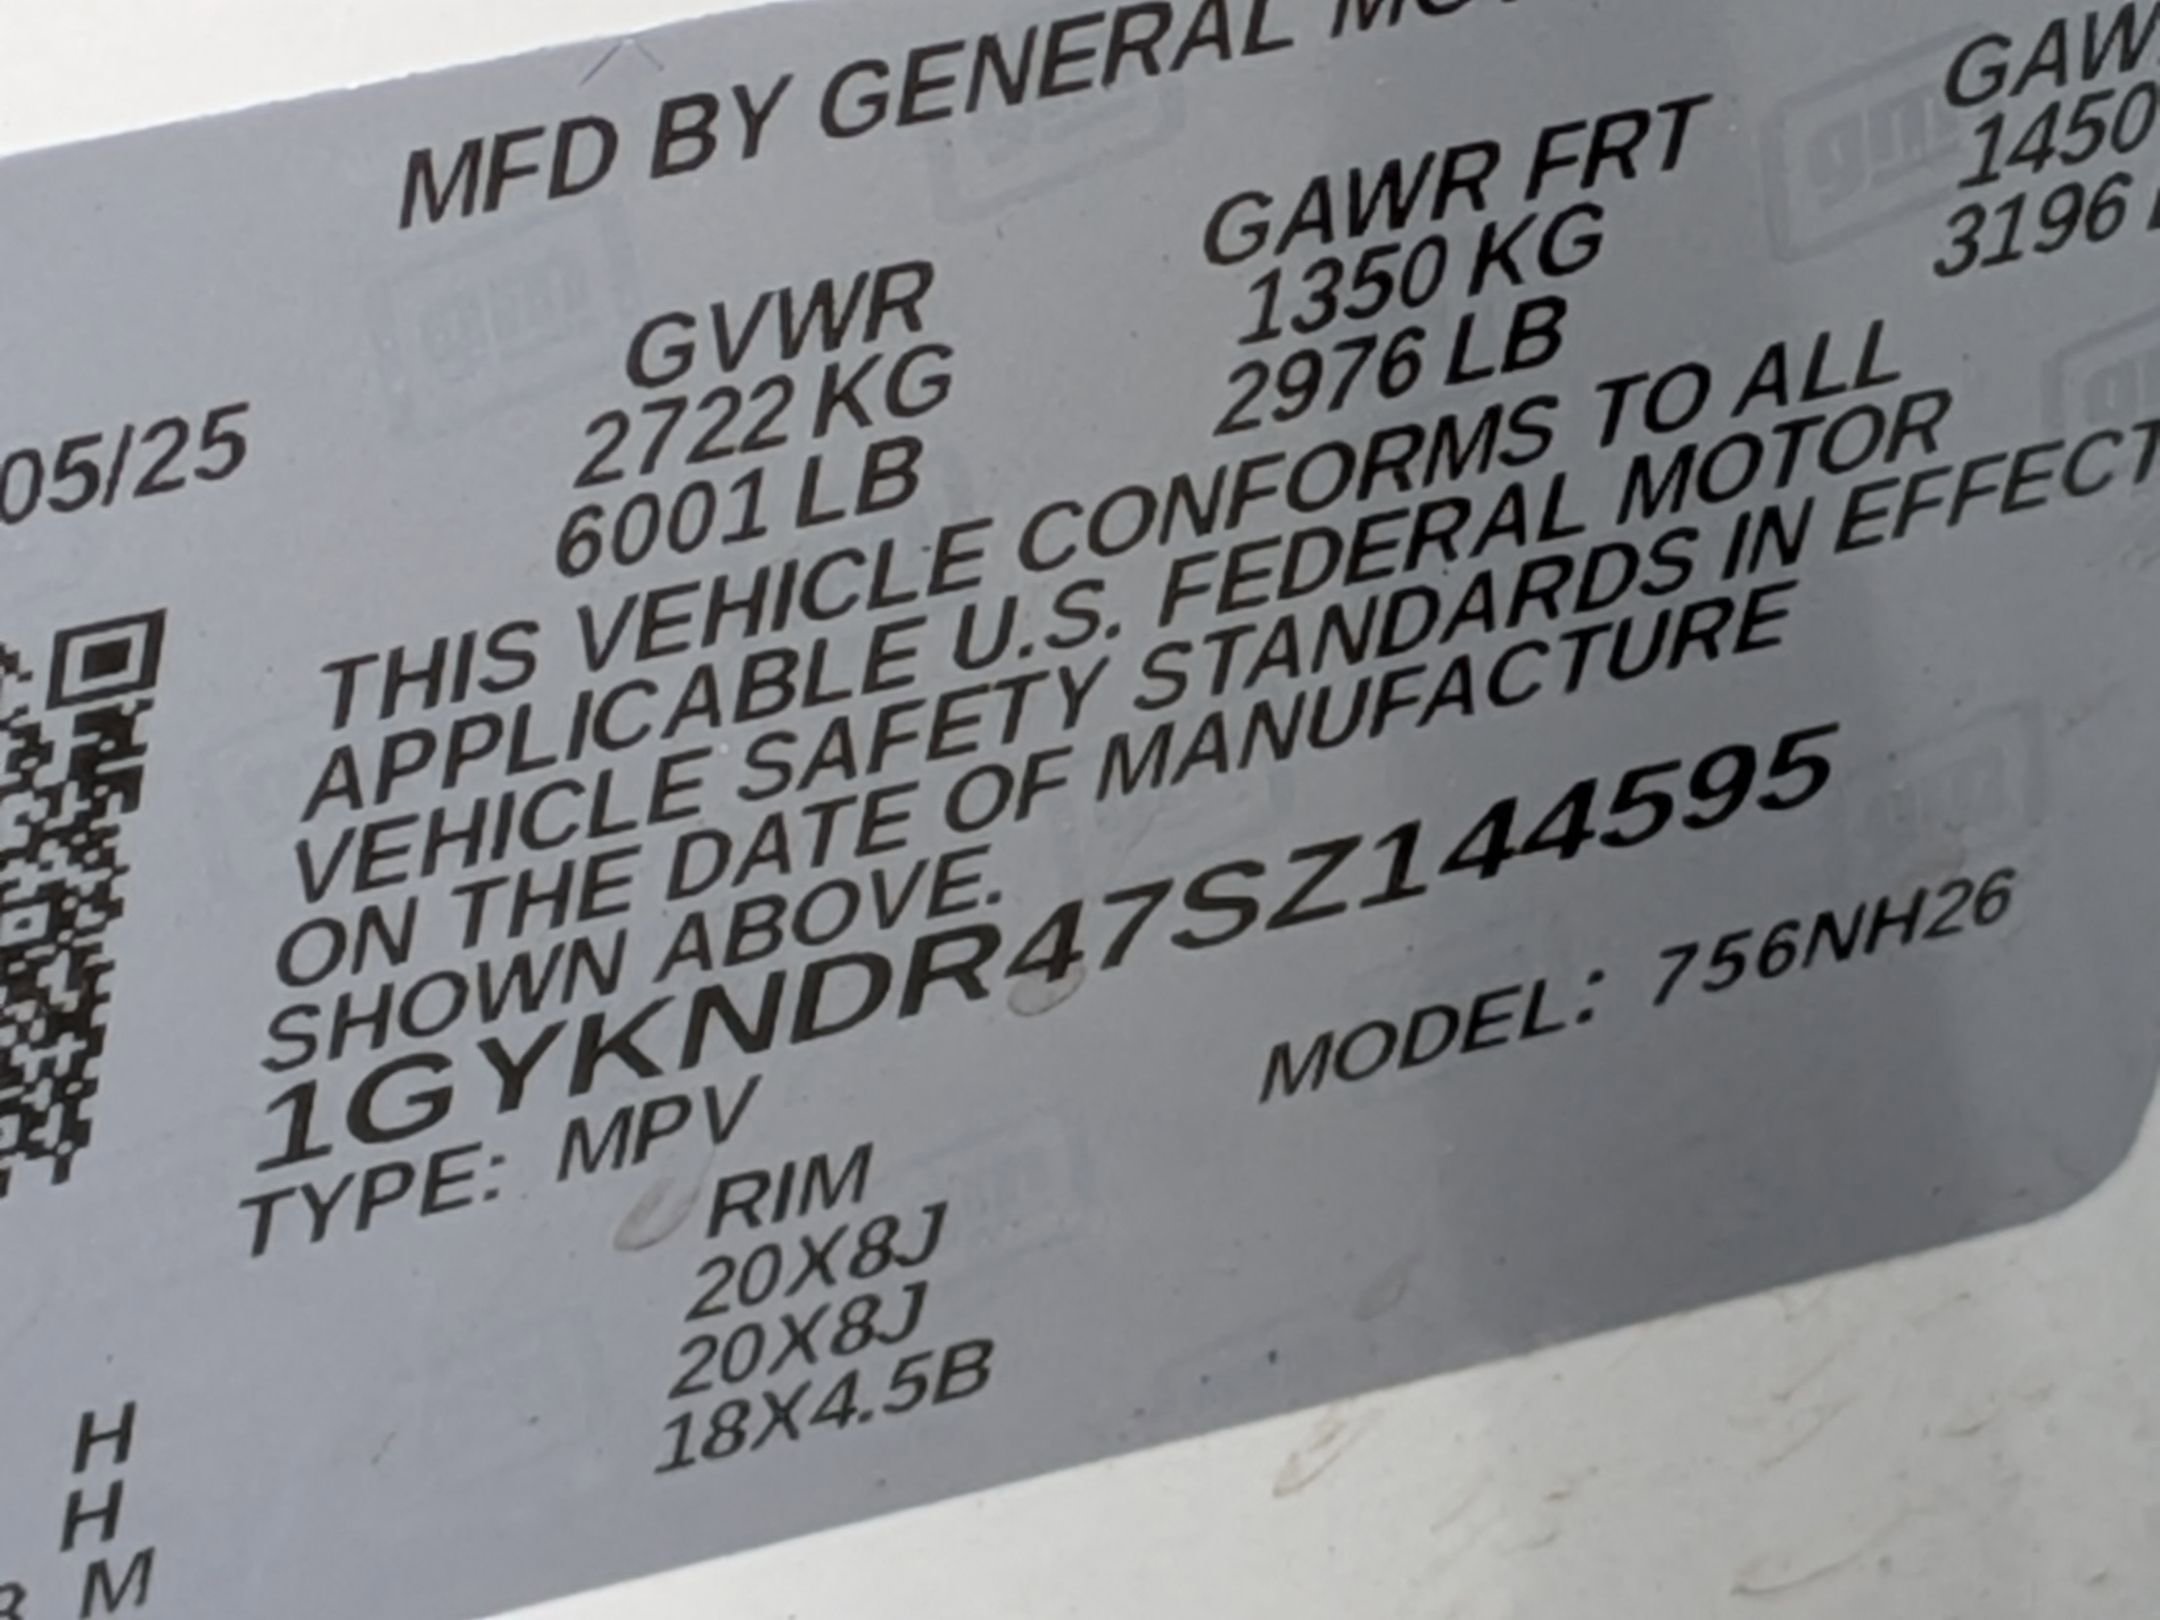 MFD BY GENERAL MO
GVWR GAWR FRT GAW
2722 KG 1350 KG 1450
6001 LB 2976 LB 3196
05/25
THIS VEHICLE CONFORMS TO ALL
APPLICABLE U.S. FEDERAL MOTOR
VEHICLE SAFETY STANDARDS IN EFFECT
ON THE DATE OF MANUFACTURE
SHOWN ABOVE.
1GYKNDR47SZ144595
TYPE: MPV MODEL: 756NH26
RIM
H 20X8J
H 20X8J
M 18X4.5B